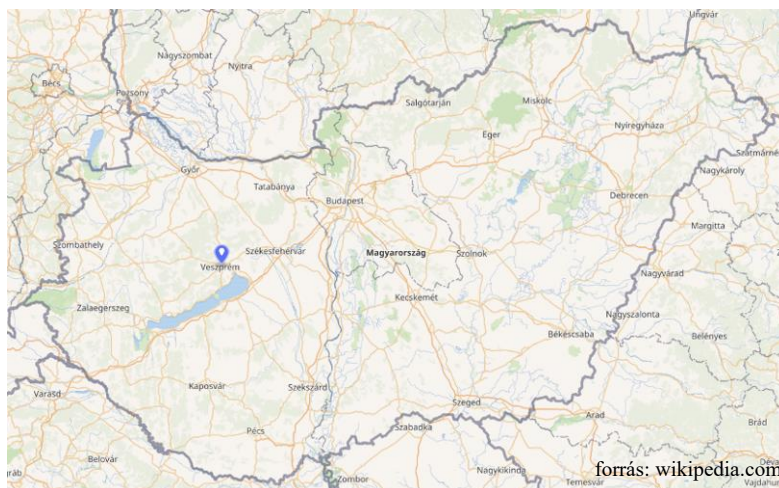 Ungvár
Nagyszombat
Nyitra
Bécs
Pozsony
Salgótarján
Miskolc
Eger
Nyíregyháza
Szatmárné
Győr
Nagykároly
Tatabánya
Budapest
Debrecen
Margitta
Szombathely
Székesfehérvár
Magyarország
Szolnok
Veszprém
Nagyvárad
Zalaegerszeg
Kecskemét
Nagyszalonta
Békéscsaba
Belényes
Kaposvár
Szekszárd
Varasd
Szeged
Arad
Pécs
Szabadka
Brád
Belovár
Déva
gráb
Zombor
Nagykikinda
Temesvár
Vajdahu
forrás: wikipedia.com